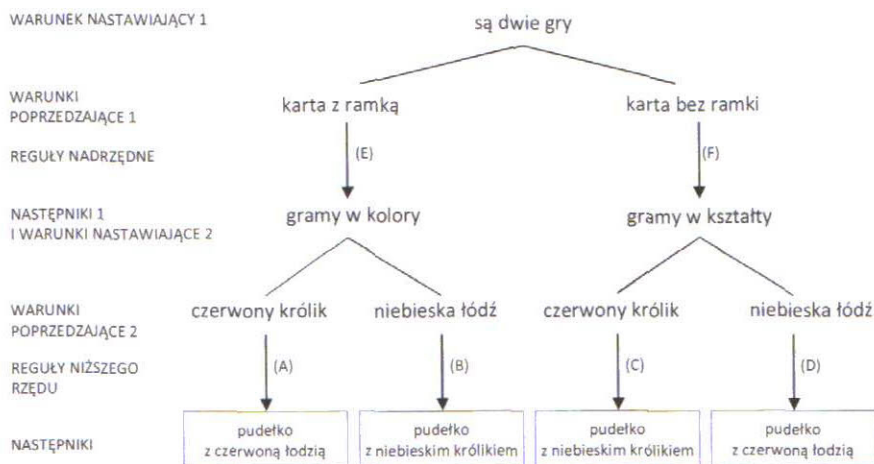 WARUNEK NASTAWIAJĄCY 1
są dwie gry
WARUNKI
POPRZEDZAJĄCE 1
karta z ramką
karta bez ramki
REGUŁY NADRZĘDNE
(E)
(F)
NASTĘPNIKI 1
I WARUNKI NASTAWIAJĄCE 2
gramy w kolory
gramy w kształty
WARUNKI
POPRZEDZAJĄCE 2
czerwony królik
niebieska łódź
czerwony królik
niebieska łódź
REGUŁY NIŻSZEGO
RZĘDU
(A)
(B)
(C)
(D)
NASTĘPNIKI
pudełko
z czerwoną łodzią
pudełko
z niebieskim królikiem
pudełko
z niebieskim królikiem
pudełko
z czerwoną łodzią